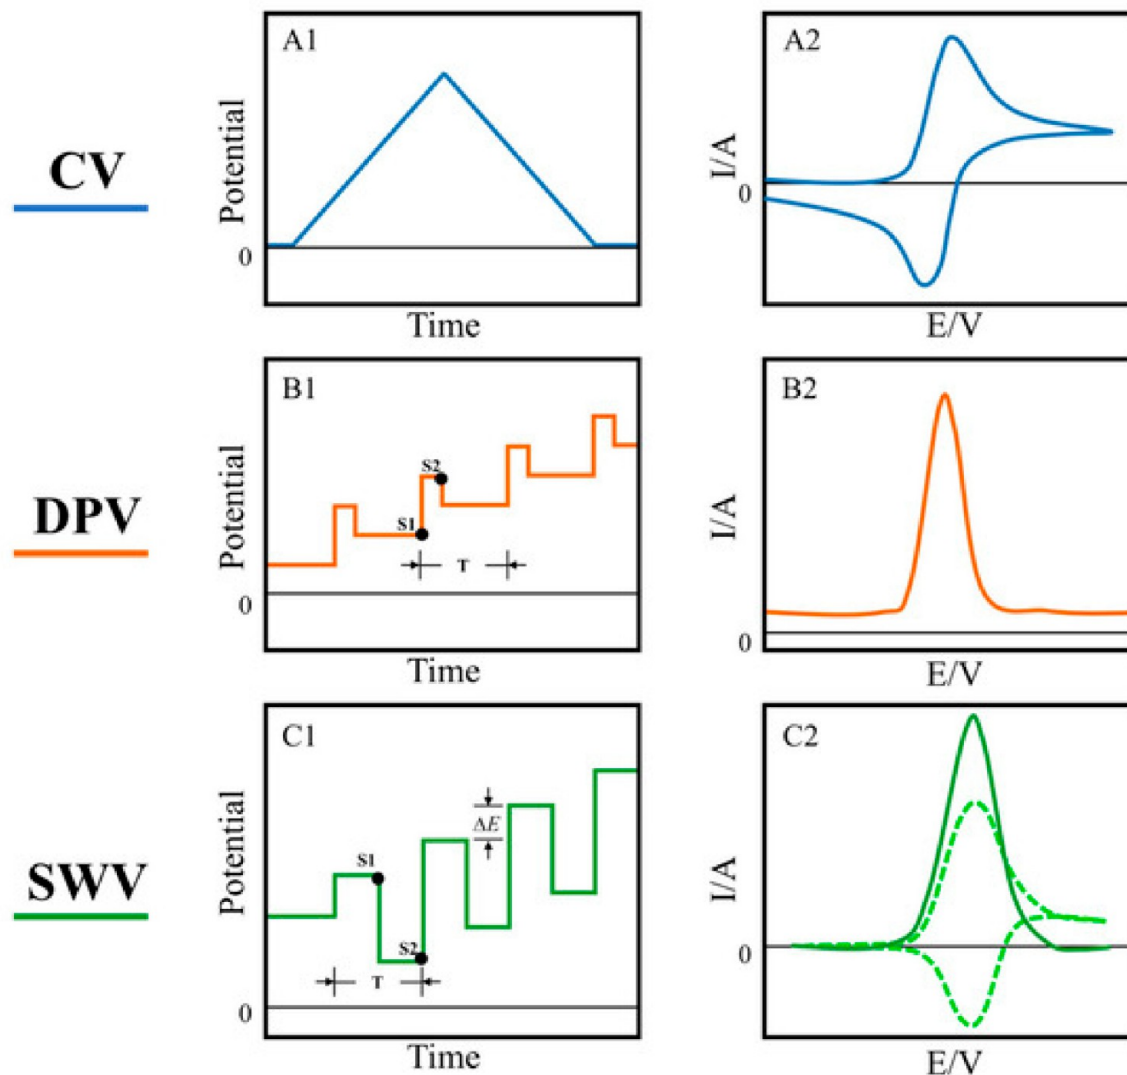 CV
A1
Potential
0
Time
A2
I/A
0
E/V
DPV
B1
Potential
S1
S2
T
0
Time
B2
I/A
0
E/V
SWV
C1
Potential
S1
S2
ΔE
T
0
Time
C2
I/A
0
E/V